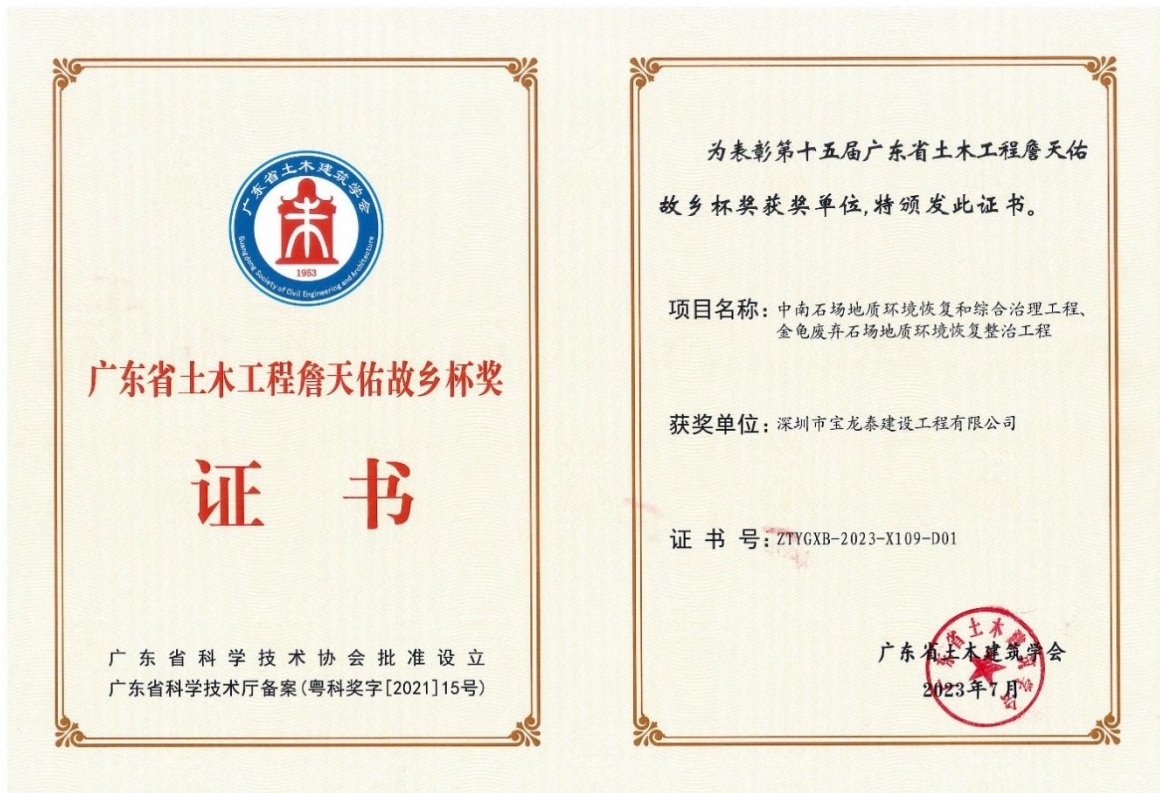 广东省土木建筑学会
1953
Guangdong Society of Civil Engineering and Architecture
广东省土木工程詹天佑故乡杯奖
证 书
广东省科学技术协会批准设立
广东省科学技术厅备案(粤科奖字[2021]15号)
为表彰第十五届广东省土木工程詹天佑
故乡杯奖获奖单位,特颁发此证书。
项目名称: 中南石场地质环境恢复和综合治理工程、
金龟废弃石场地质环境恢复整治工程
获奖单位: 深圳市宝龙泰建设工程有限公司
证 书 号: ZTYGXB-2023-X109-D01
广东省土木建筑学会
2023年7月
广东省土木建筑学会